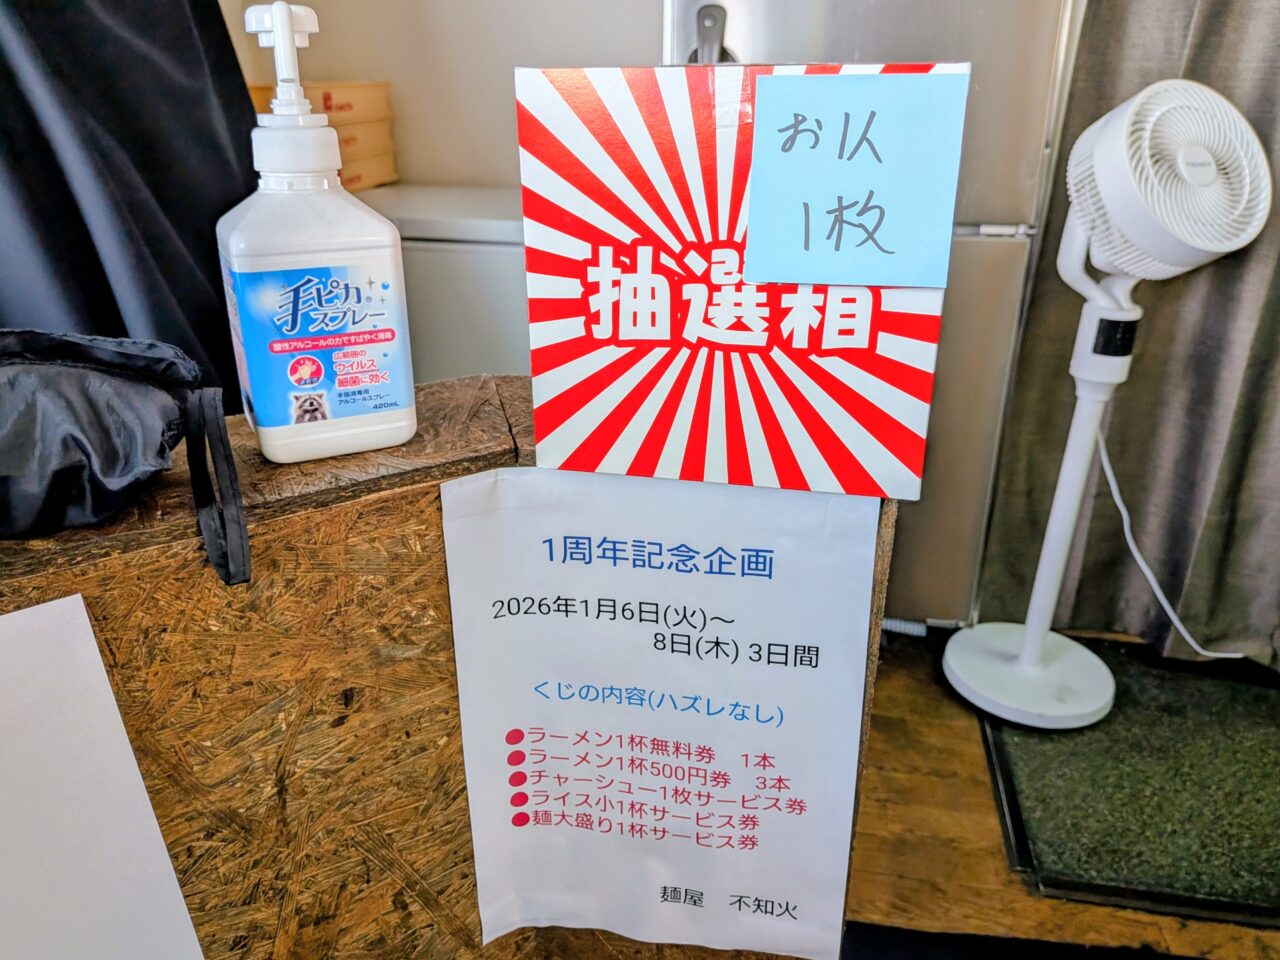 お1人
1枚
抽選箱
手ピカ®
スプレー
酸性アルコールの力ですばやく消毒
広範囲の
ウイルス
細菌に効く
手指消毒用
アルコールスプレー
420mL
1周年記念企画
2026年1月6日(火)〜
8日(木) 3日間
くじの内容(ハズレなし)
●ラーメン1杯無料券 1本
●ラーメン1杯500円券 3本
●チャーシュー1枚サービス券
●ライス小1杯サービス券
●麺大盛り1杯サービス券
麺屋 不知火